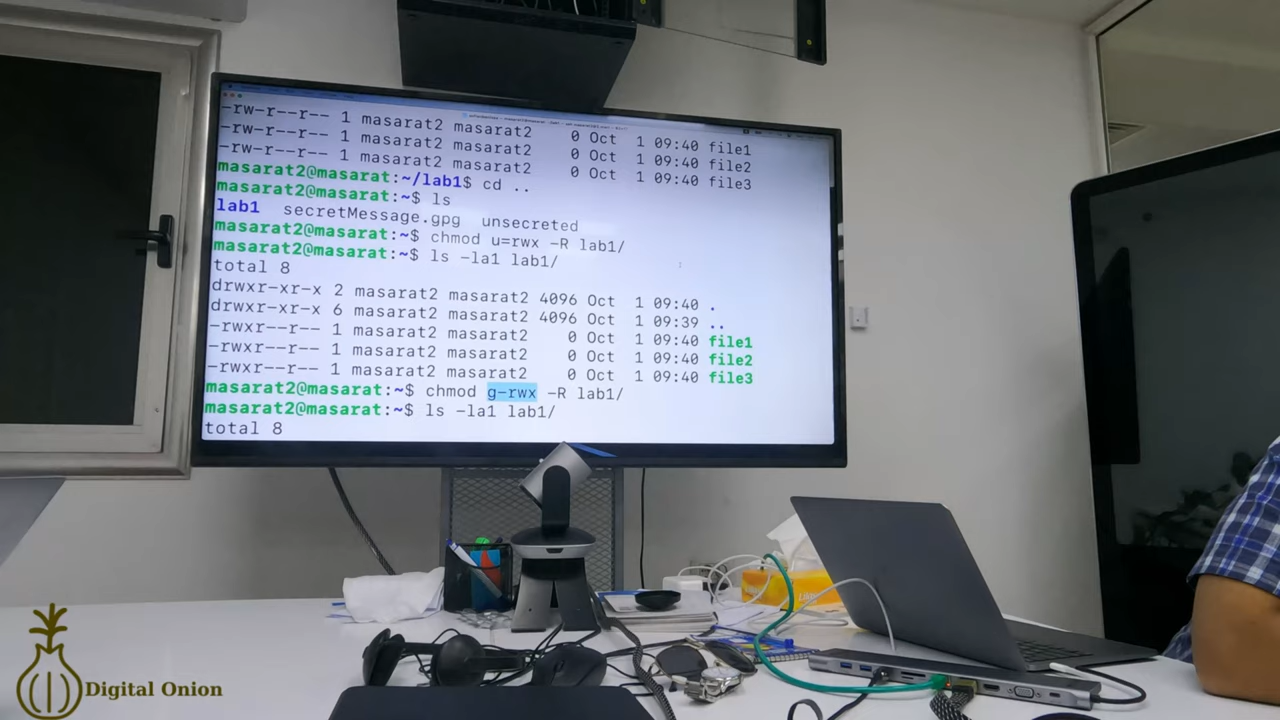 -rw-r--r-- 1 masarat2 masarat2 0 Oct 1 09:40 file1
-rw-r--r-- 1 masarat2 masarat2 0 Oct 1 09:40 file2
-rw-r--r-- 1 masarat2 masarat2 0 Oct 1 09:40 file3
masarat2@masarat:~/lab1$ cd ..
masarat2@masarat:~$ ls
lab1 secretMessage.gpg unsecreted
masarat2@masarat:~$ chmod u=rwx -R lab1/
masarat2@masarat:~$ ls -la1 lab1/
total 8
drwxr-xr-x 2 masarat2 masarat2 4096 Oct 1 09:40 .
drwxr-xr-x 6 masarat2 masarat2 4096 Oct 1 09:39 ..
-rwxr--r-- 1 masarat2 masarat2 0 Oct 1 09:40 file1
-rwxr--r-- 1 masarat2 masarat2 0 Oct 1 09:40 file2
-rwxr--r-- 1 masarat2 masarat2 0 Oct 1 09:40 file3
masarat2@masarat:~$ chmod g-rwx -R lab1/
masarat2@masarat:~$ ls -la1 lab1/
total 8
Digital Onion